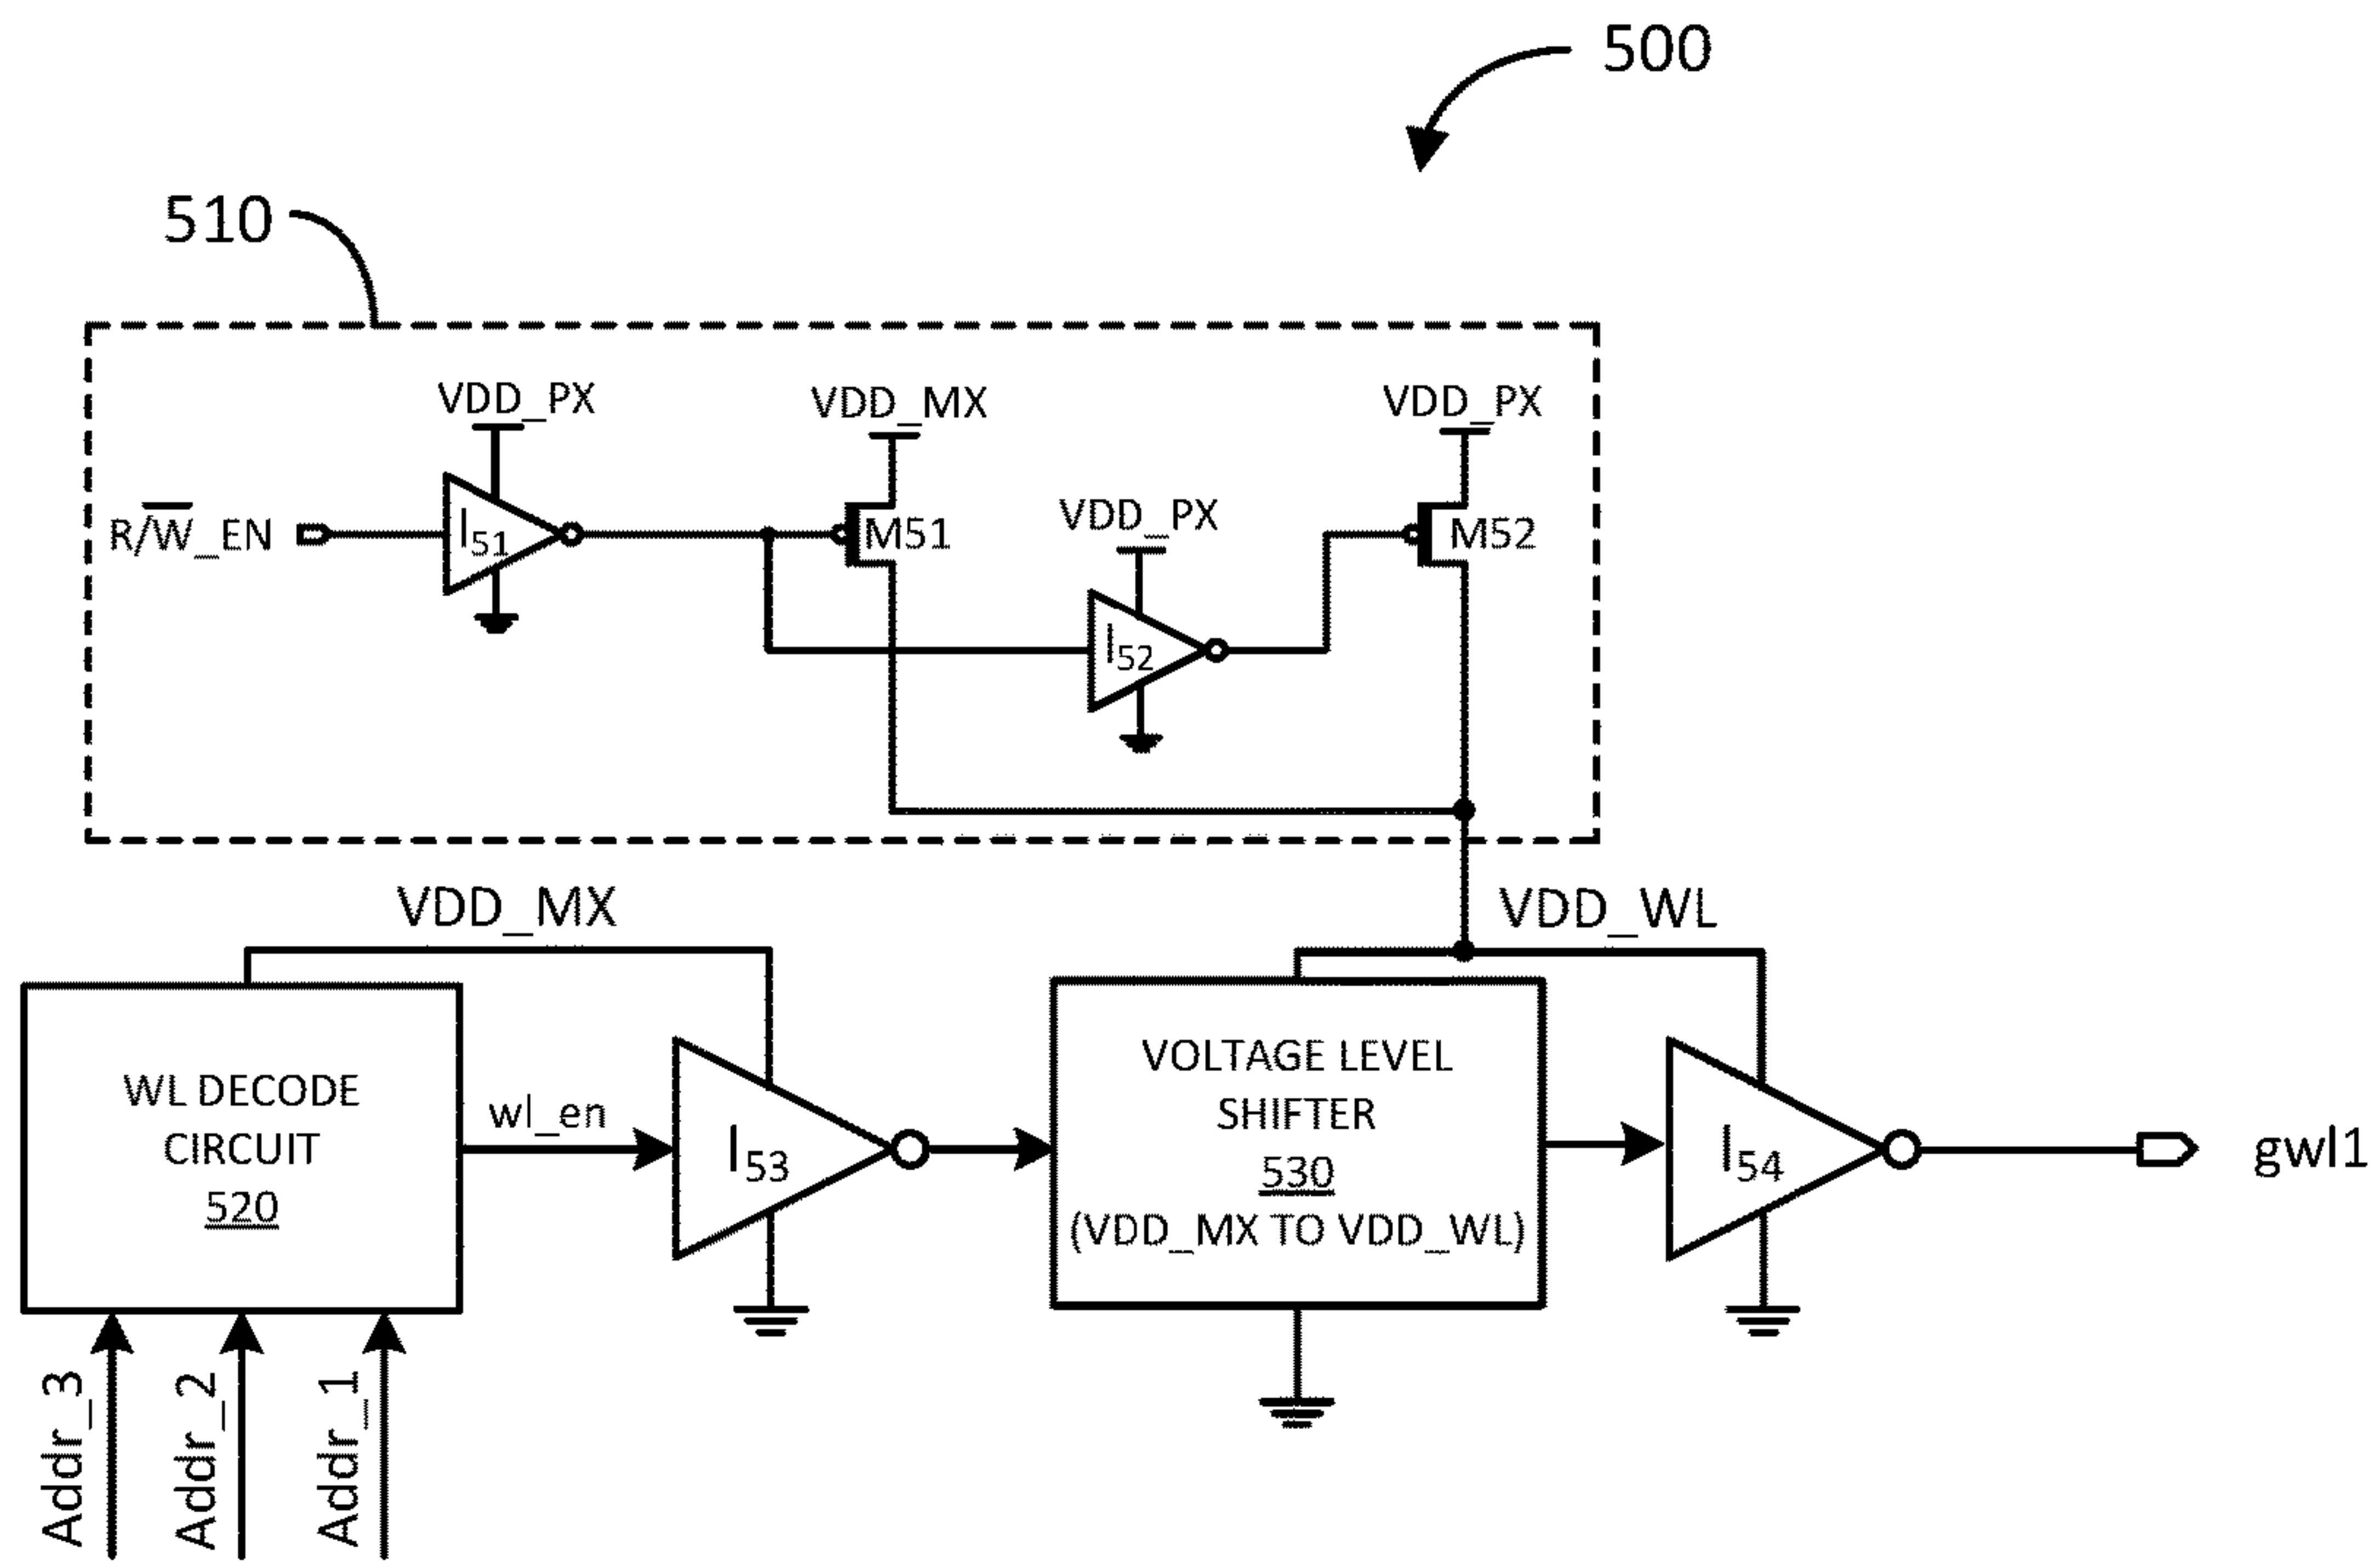 500
510
VDD_PX
VDD_MX
VDD_PX
R/W̅_EN
I51
M51
VDD_PX
M52
I52
VDD_MX
VDD_WL
WL DECODE
CIRCUIT
520
wl_en
I53
VOLTAGE LEVEL
SHIFTER
530
(VDD_MX TO VDD_WL)
I54
gwl1
Addr_3
Addr_2
Addr_1